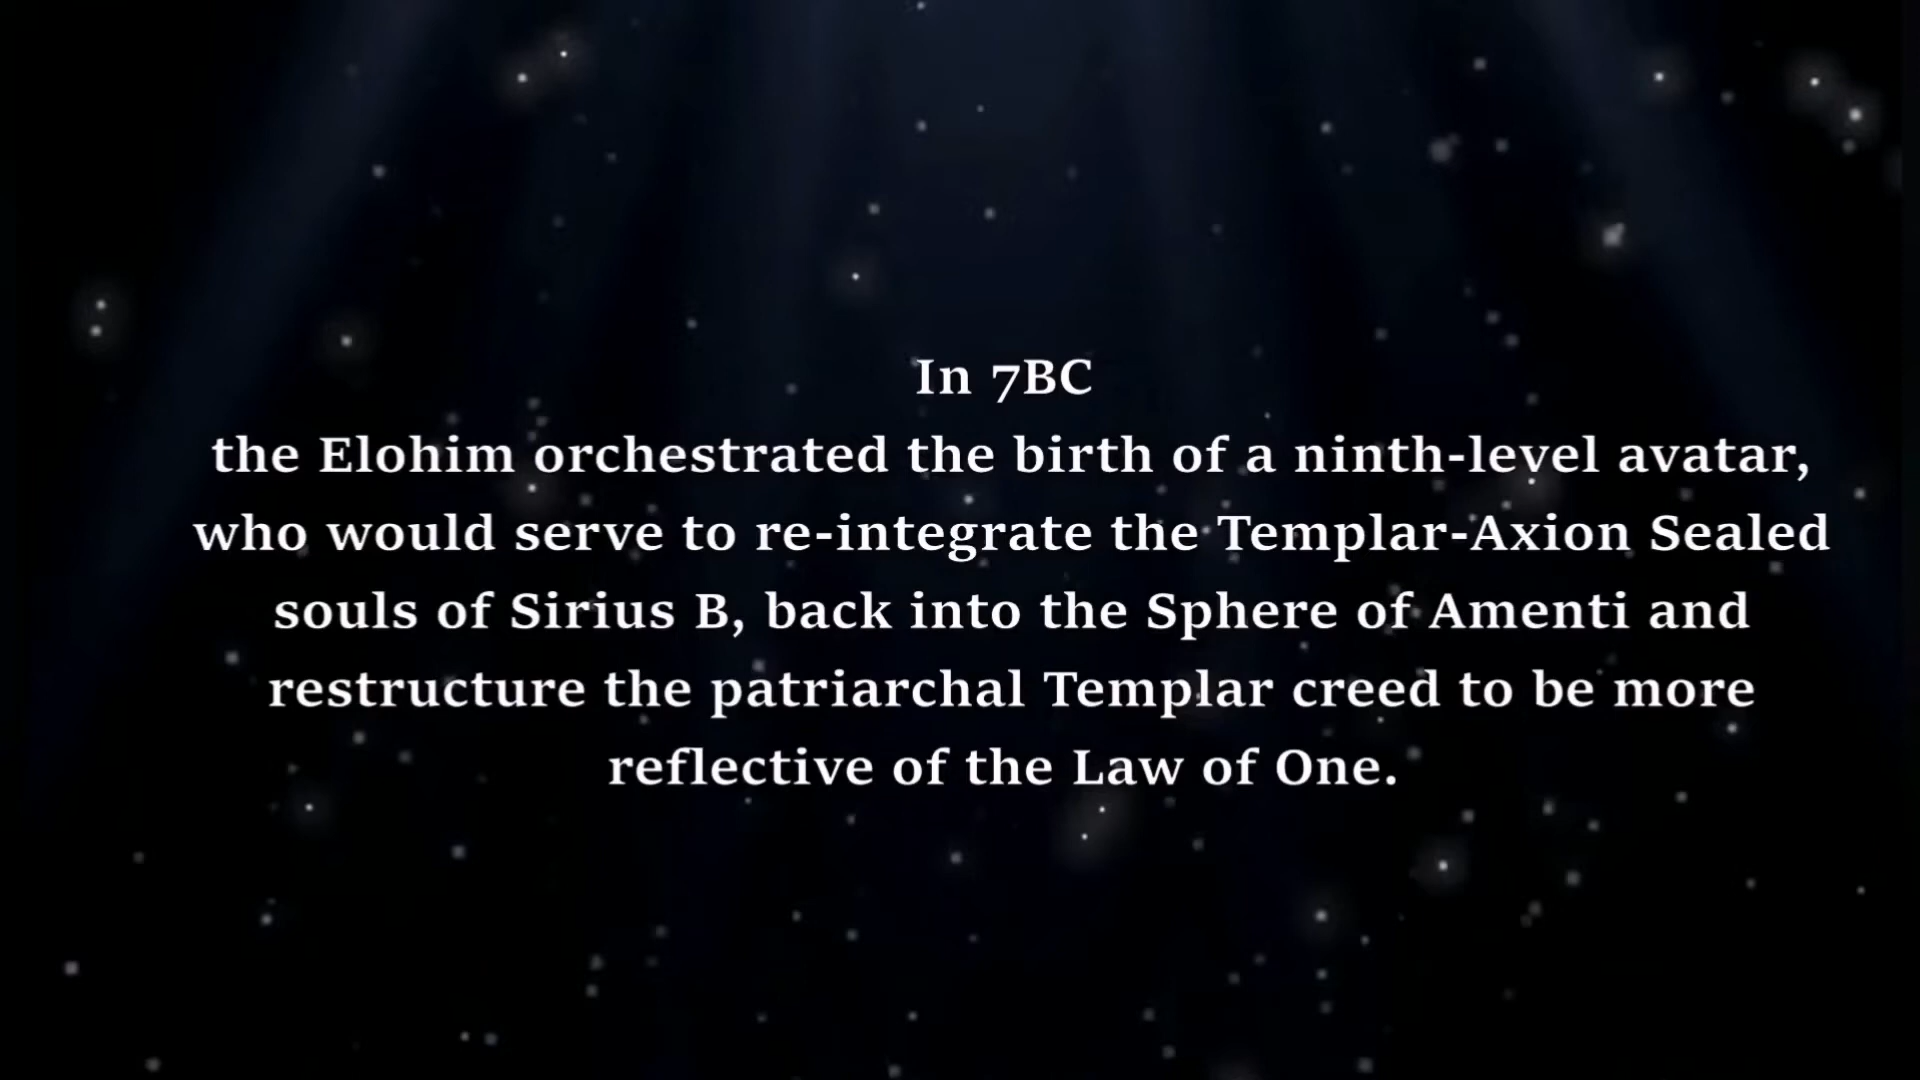 In 7BC
the Elohim orchestrated the birth of a ninth-level avatar,
who would serve to re-integrate the Templar-Axion Sealed
souls of Sirius B, back into the Sphere of Amenti and
restructure the patriarchal Templar creed to be more
reflective of the Law of One.